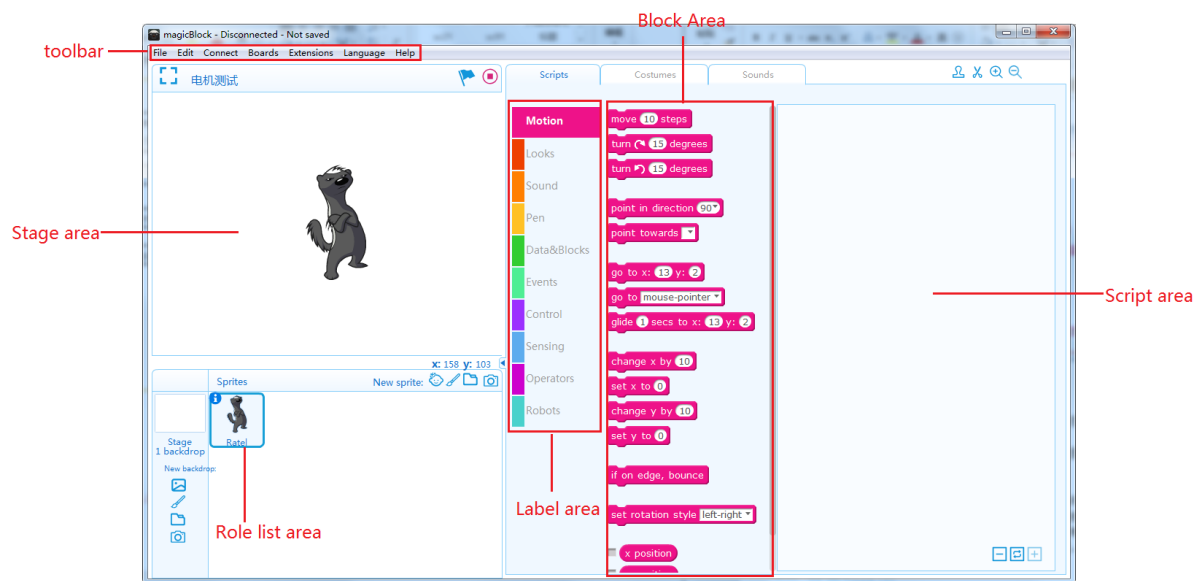 Block Area
magicBlock - Disconnected - Not saved
toolbar
File Edit Connect Boards Extensions Language Help
电机测试
Scripts Costumes Sounds
Motion
Looks
Sound
Pen
Data&Blocks
Events
Control
Sensing
Operators
Robots
move 10 steps
turn 15 degrees
turn 15 degrees
point in direction 90
point towards
go to x: 13 y: 2
go to mouse-pointer
glide 1 secs to x: 13 y: 2
change x by 10
set x to 0
change y by 10
set y to 0
if on edge, bounce
set rotation style left-right
x position
Stage area
Script area
x: 158 y: 103
Sprites New sprite:
Stage
1 backdrop
New backdrop:
Ratel
Role list area
Label area